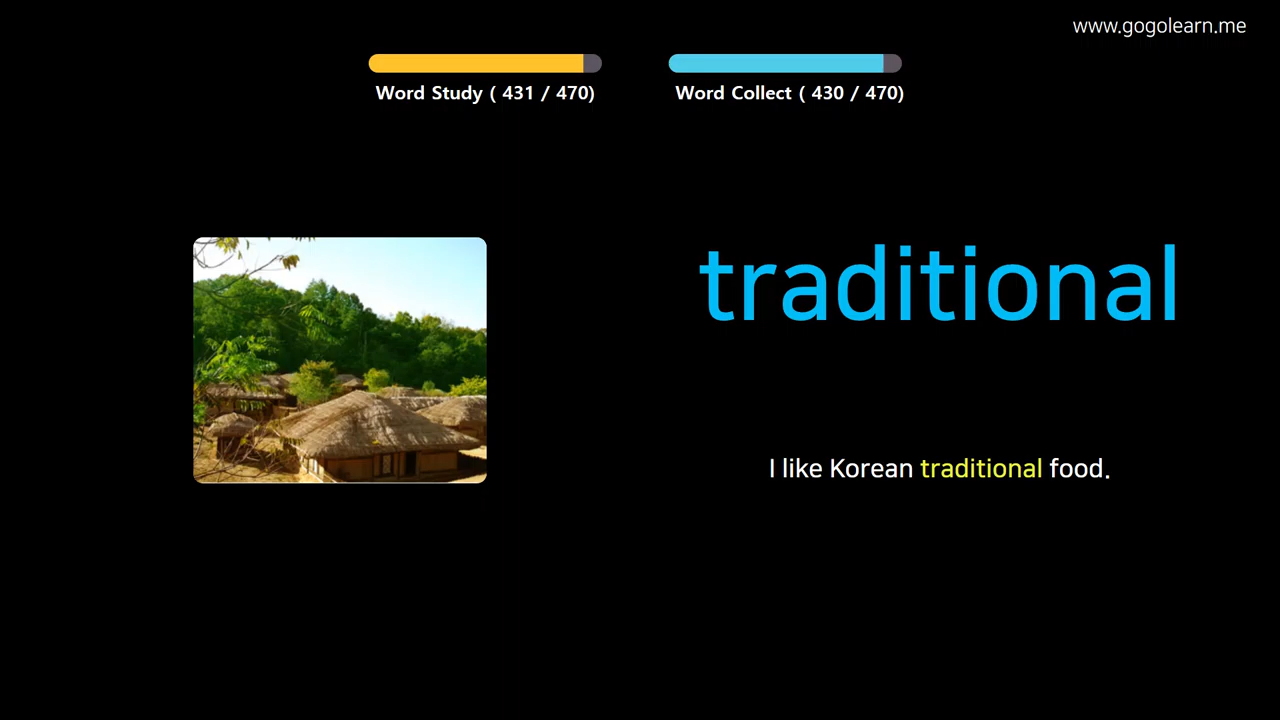 www.gogolearn.me
Word Study ( 431 / 470)
Word Collect ( 430 / 470)
traditional
I like Korean traditional food.